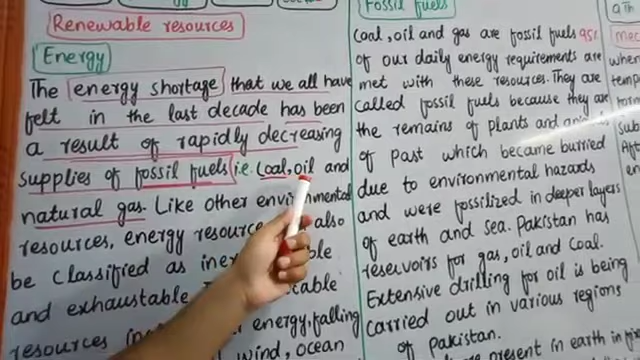 Renewable resources
Energy
The energy shortage that we all have
felt in the last decade has been
a result of rapidly decreasing
supplies of fossil fuels i.e. Coal, oil and
natural gas. Like other environmental
resources, energy also
be classified as
and exhaustible
resources energy, falling
wind, ocean
Fossil fuels
Coal, oil and gas are fossil fuels 95%
of our daily energy requirements are
met with these resources. They are
called fossil fuels because they are
the remains of plants and
of past which became burried
due to environmental hazards
and were fossilized in deeper layers
of earth and sea. Pakistan has
reservoirs for gas, oil and Coal.
Extensive drilling for oil is being
carried out in various regions
of Pakistan.
present in earth in